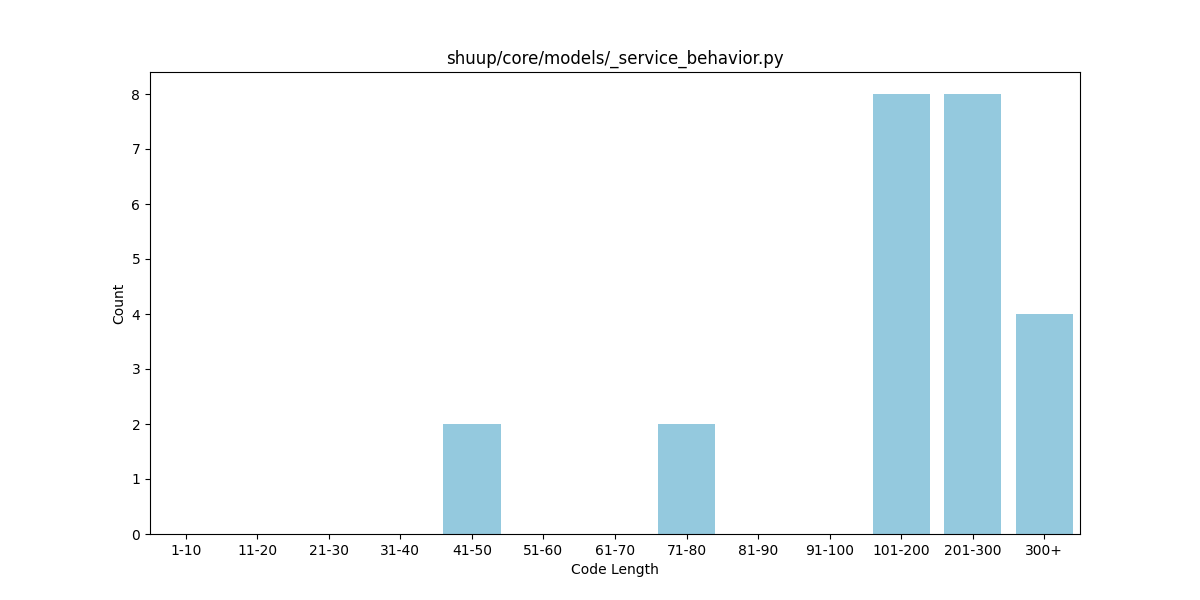 shuup/core/models/_service_behavior.py
8
7
6
5
4
3
2
1
0
Count
1-10 11-20 21-30 31-40 41-50 51-60 61-70 71-80 81-90 91-100 101-200 201-300 300+
Code Length